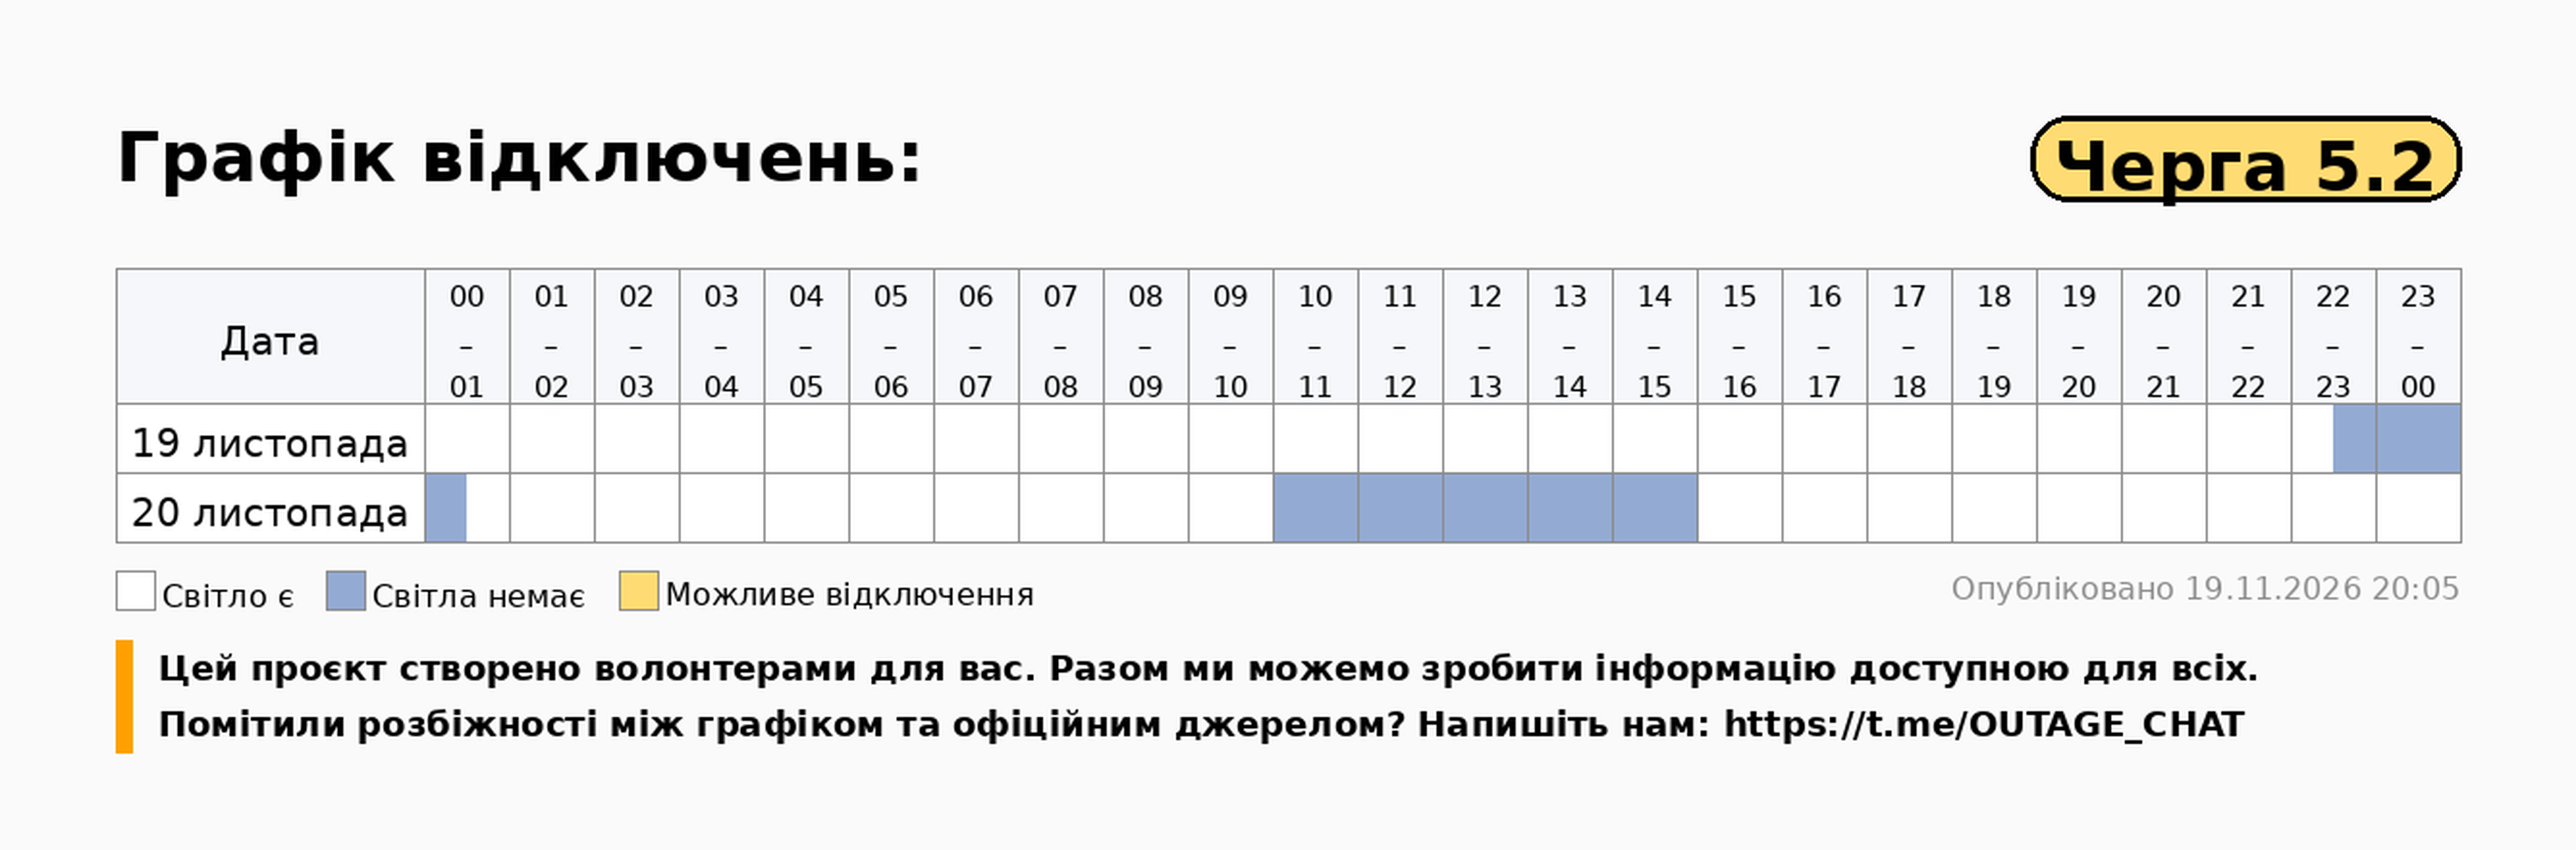 Графік відключень:
Черга 5.2
Дата
00 – 01
01 – 02
02 – 03
03 – 04
04 – 05
05 – 06
06 – 07
07 – 08
08 – 09
09 – 10
10 – 11
11 – 12
12 – 13
13 – 14
14 – 15
15 – 16
16 – 17
17 – 18
18 – 19
19 – 20
20 – 21
21 – 22
22 – 23
23 – 00
19 листопада
20 листопада
Світло є
Світла немає
Можливе відключення
Опубліковано 19.11.2026 20:05
Цей проєкт створено волонтерами для вас. Разом ми можемо зробити інформацію доступною для всіх.
Помітили розбіжності між графіком та офіційним джерелом? Напишіть нам: https://t.me/OUTAGE_CHAT